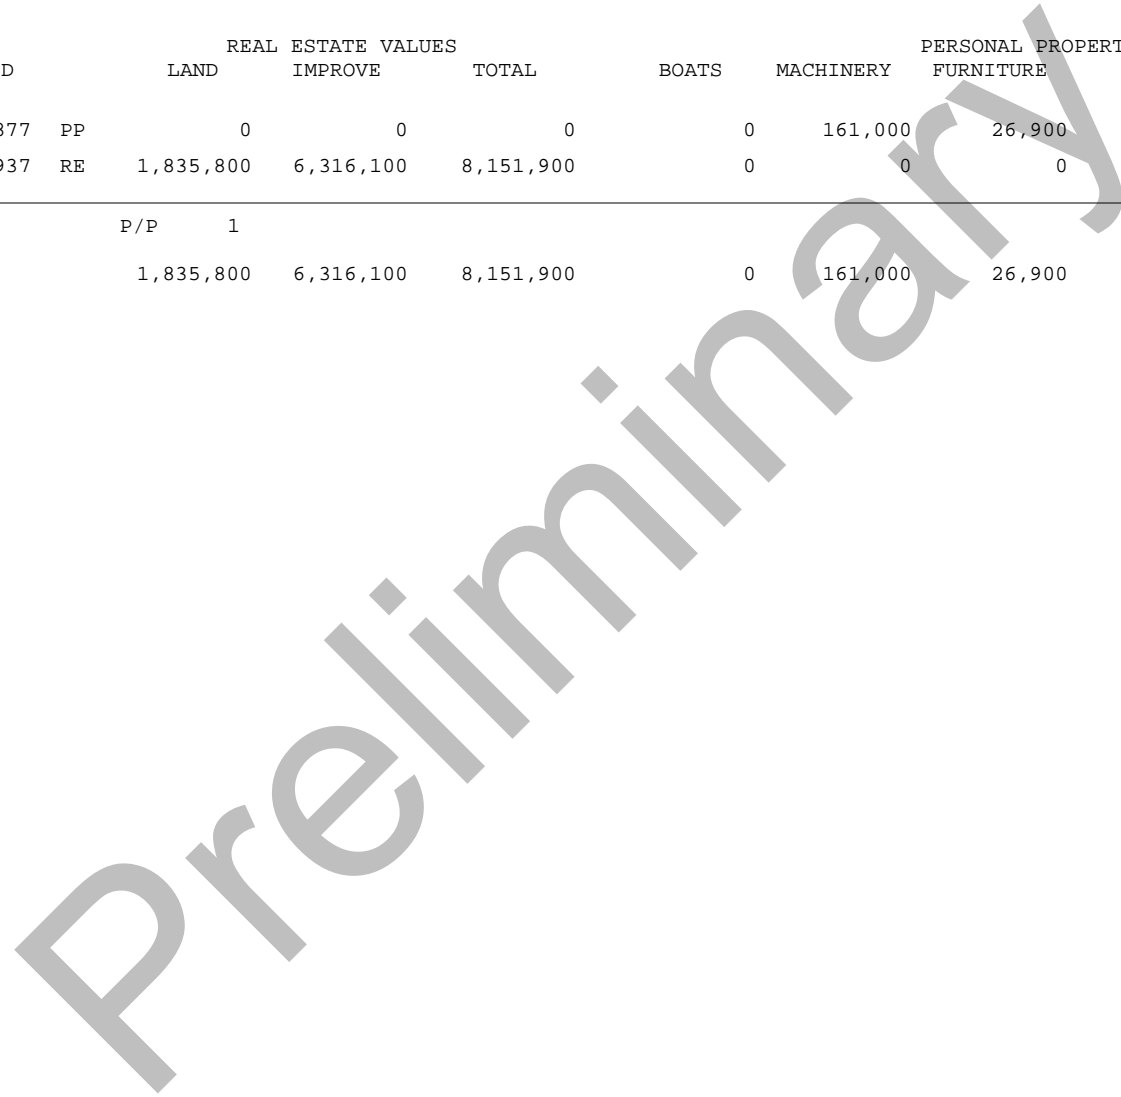 REAL ESTATE VALUES PERSONAL PROPERT
D LAND IMPROVE TOTAL BOATS MACHINERY FURNITURE
377 PP 0 0 0 0 161,000 26,900
937 RE 1,835,800 6,316,100 8,151,900 0 0 0
P/P 1
1,835,800 6,316,100 8,151,900 0 161,000 26,900
Preliminary